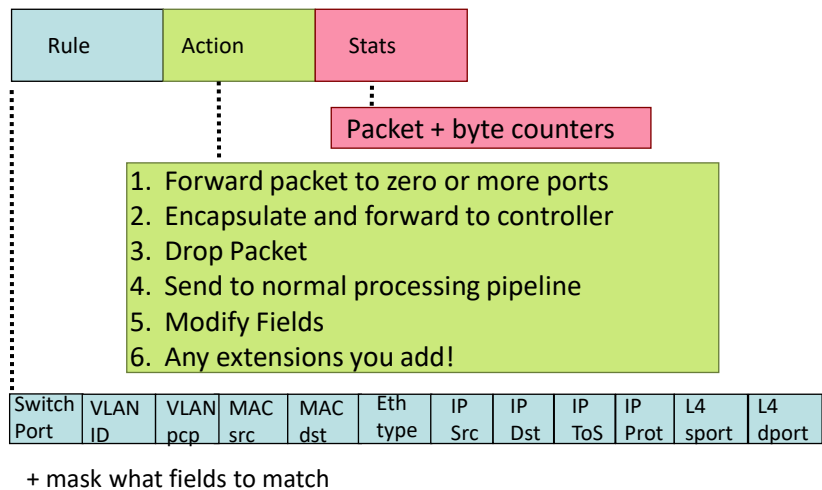 Rule Action Stats
Packet + byte counters
1. Forward packet to zero or more ports
2. Encapsulate and forward to controller
3. Drop Packet
4. Send to normal processing pipeline
5. Modify Fields
6. Any extensions you add!
Switch Port
VLAN ID
VLAN pcp
MAC src
MAC dst
Eth type
IP Src
IP Dst
IP ToS
IP Prot
L4 sport
L4 dport
+ mask what fields to match